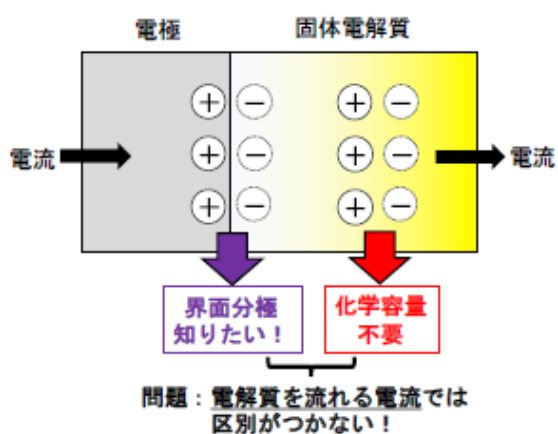 電極
固体電解質
+ − + −
電流
+ − + −
電流
+ − + −
界面分極
知りたい！
化学容量
不要
問題：電解質を流れる電流では
区別がつかない！